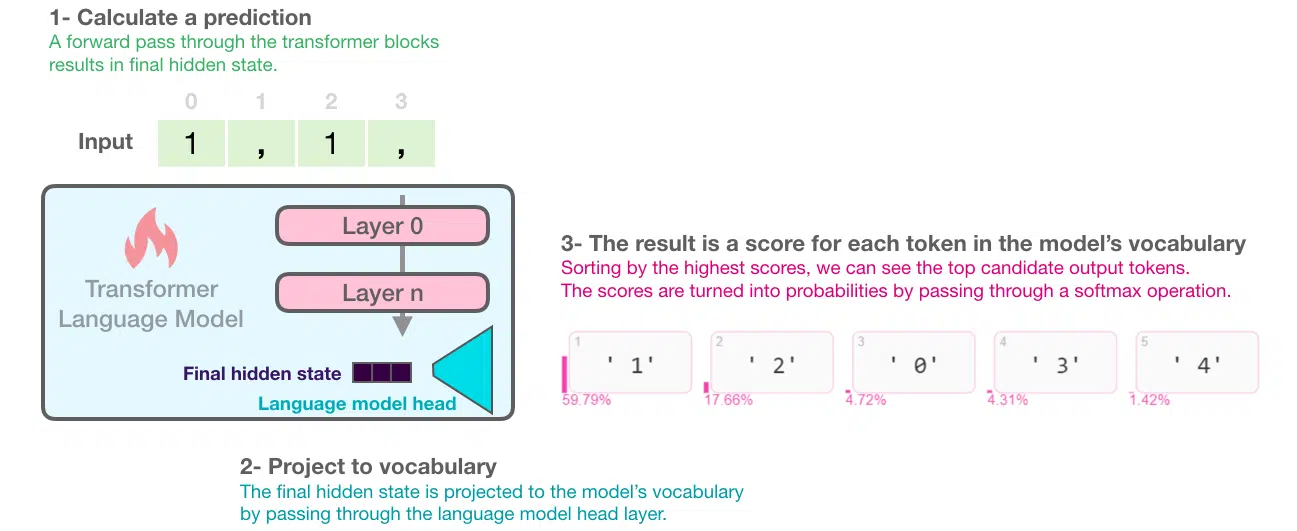 1- Calculate a prediction
A forward pass through the transformer blocks
results in final hidden state.
0 1 2 3
Input 1 , 1 ,
Layer 0
Layer n
Transformer
Language Model
Final hidden state
Language model head
2- Project to vocabulary
The final hidden state is projected to the model's vocabulary
by passing through the language model head layer.
3- The result is a score for each token in the model's vocabulary
Sorting by the highest scores, we can see the top candidate output tokens.
The scores are turned into probabilities by passing through a softmax operation.
1 2 3 4 5
' 1' ' 2' ' 0' ' 3' ' 4'
59.79% 17.66% 4.72% 4.31% 1.42%